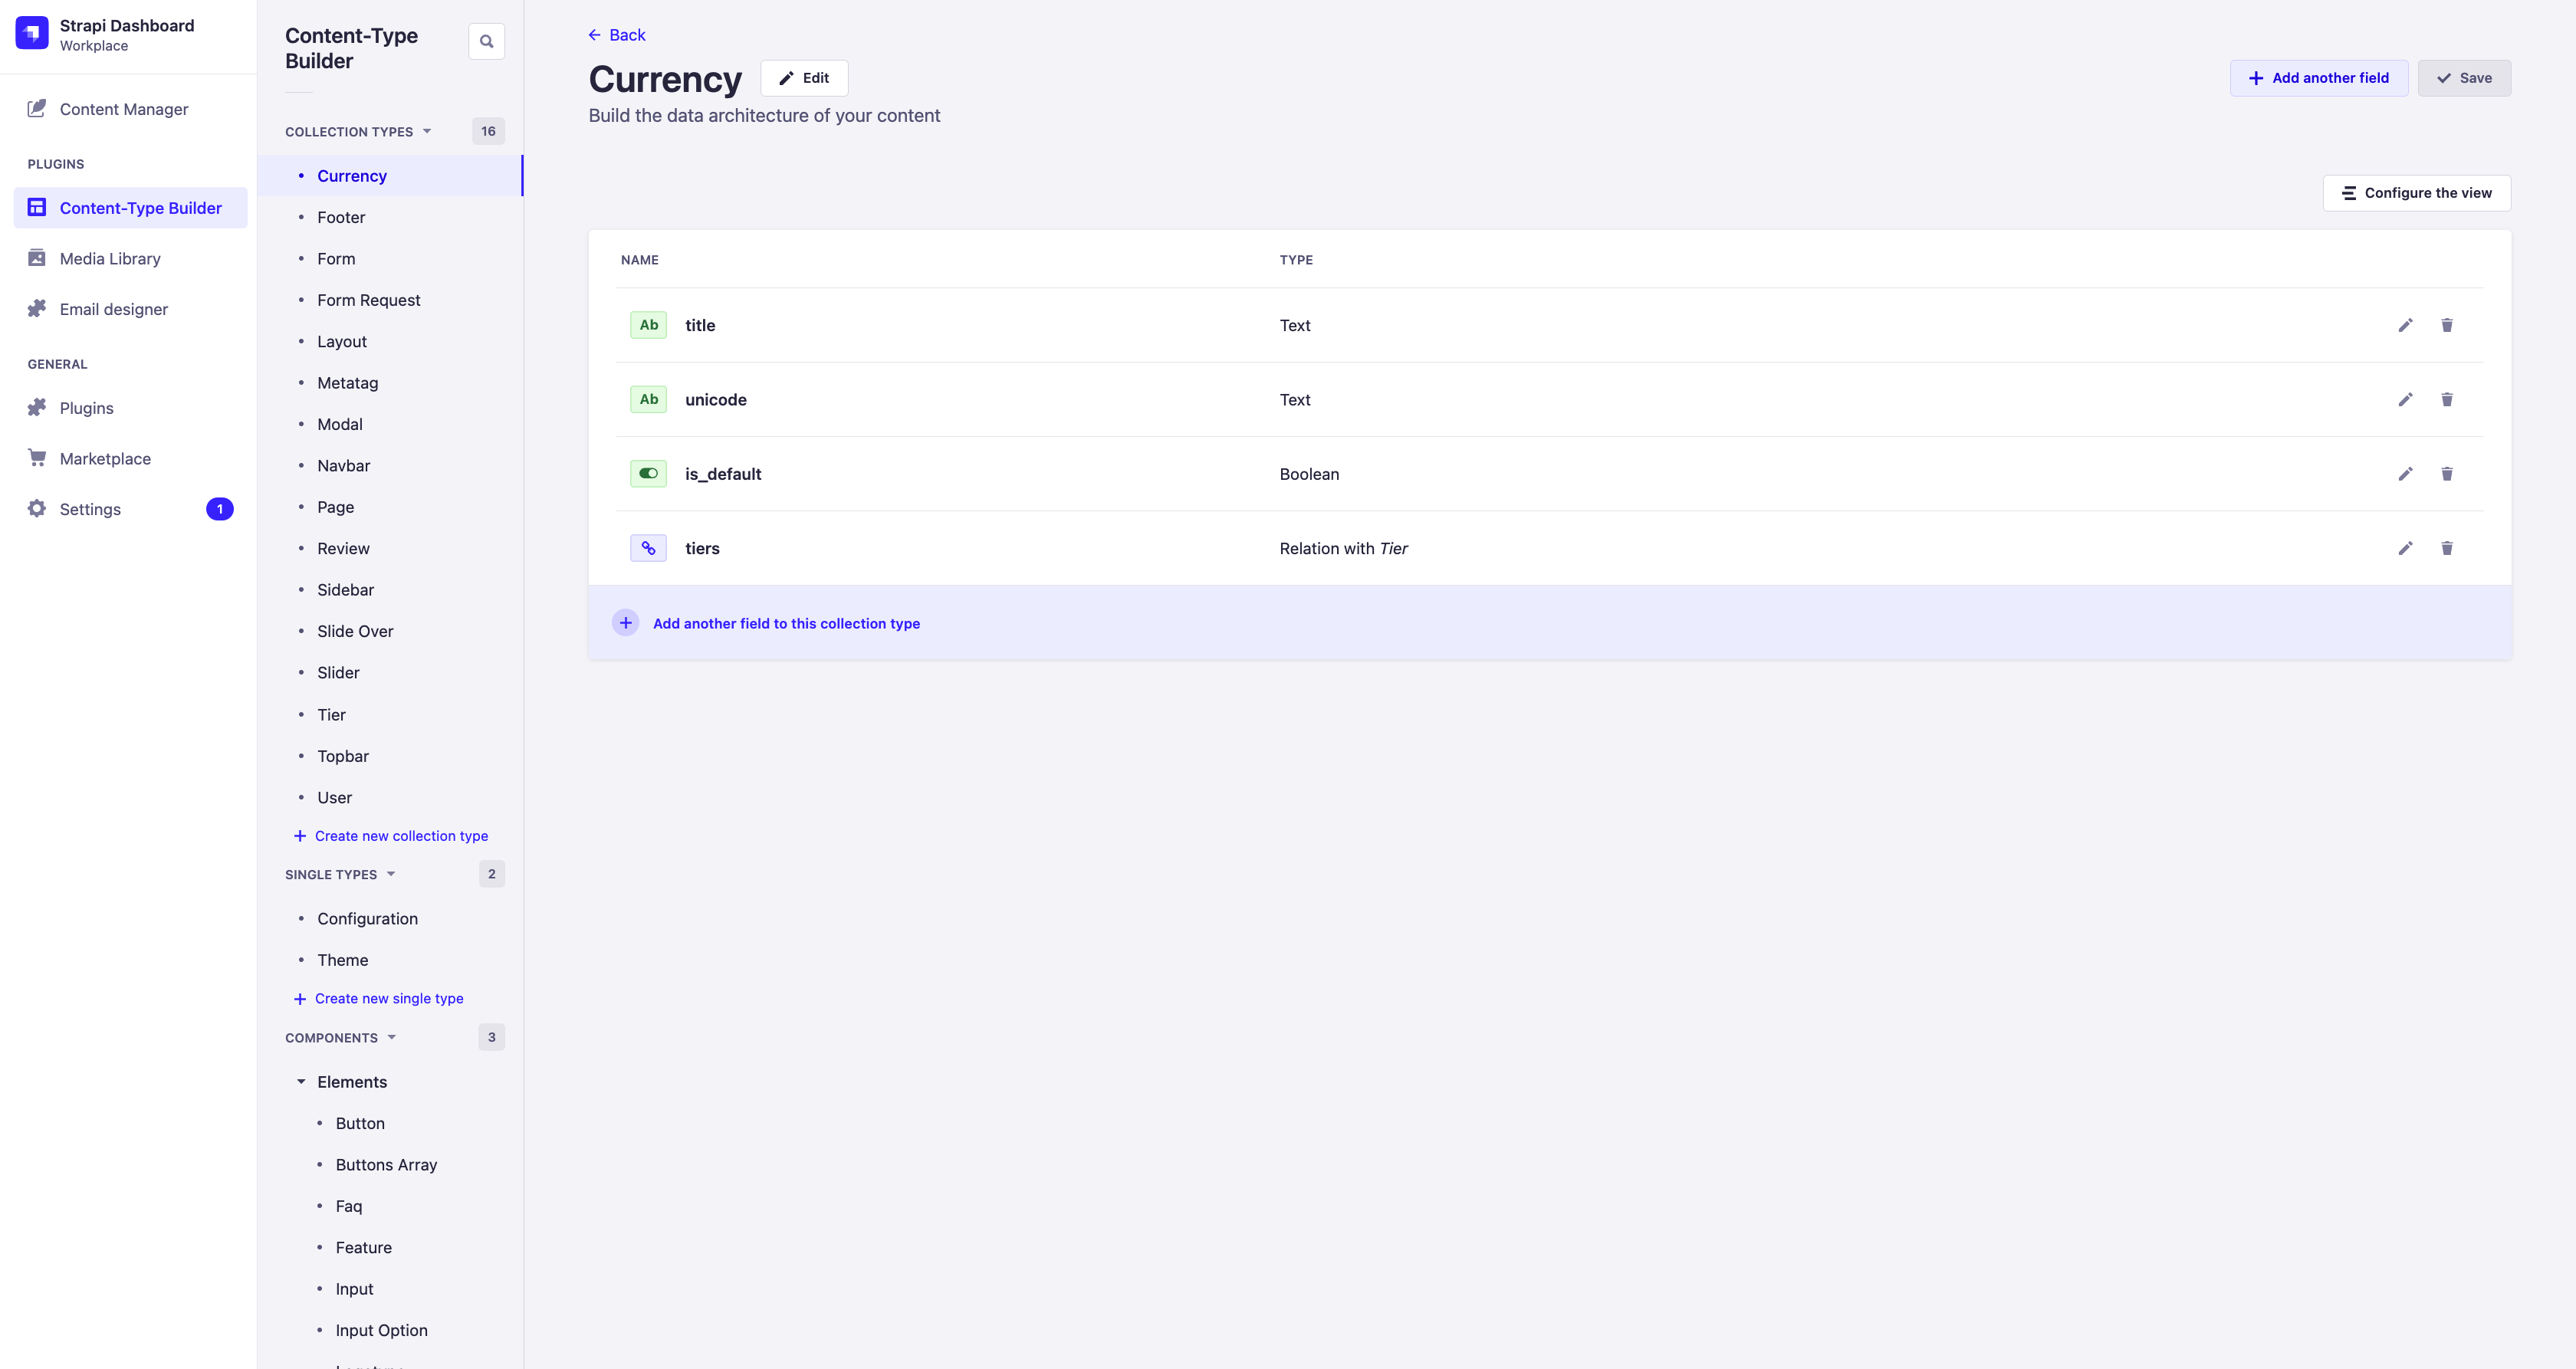 Strapi Dashboard
Workplace
Content Manager
PLUGINS
Content-Type Builder
Media Library
Email designer
GENERAL
Plugins
Marketplace
Settings
1
Content-Type
Builder
COLLECTION TYPES
16
Currency
Footer
Form
Form Request
Layout
Metatag
Modal
Navbar
Page
Review
Sidebar
Slide Over
Slider
Tier
Topbar
User
Create new collection type
SINGLE TYPES
2
Configuration
Theme
Create new single type
COMPONENTS
3
Elements
Button
Buttons Array
Faq
Feature
Input
Input Option
Back
Currency
Edit
Add another field
Save
Build the data architecture of your content
Configure the view
NAME TYPE
Ab title Text
Ab unicode Text
is_default Boolean
tiers Relation with Tier
Add another field to this collection type